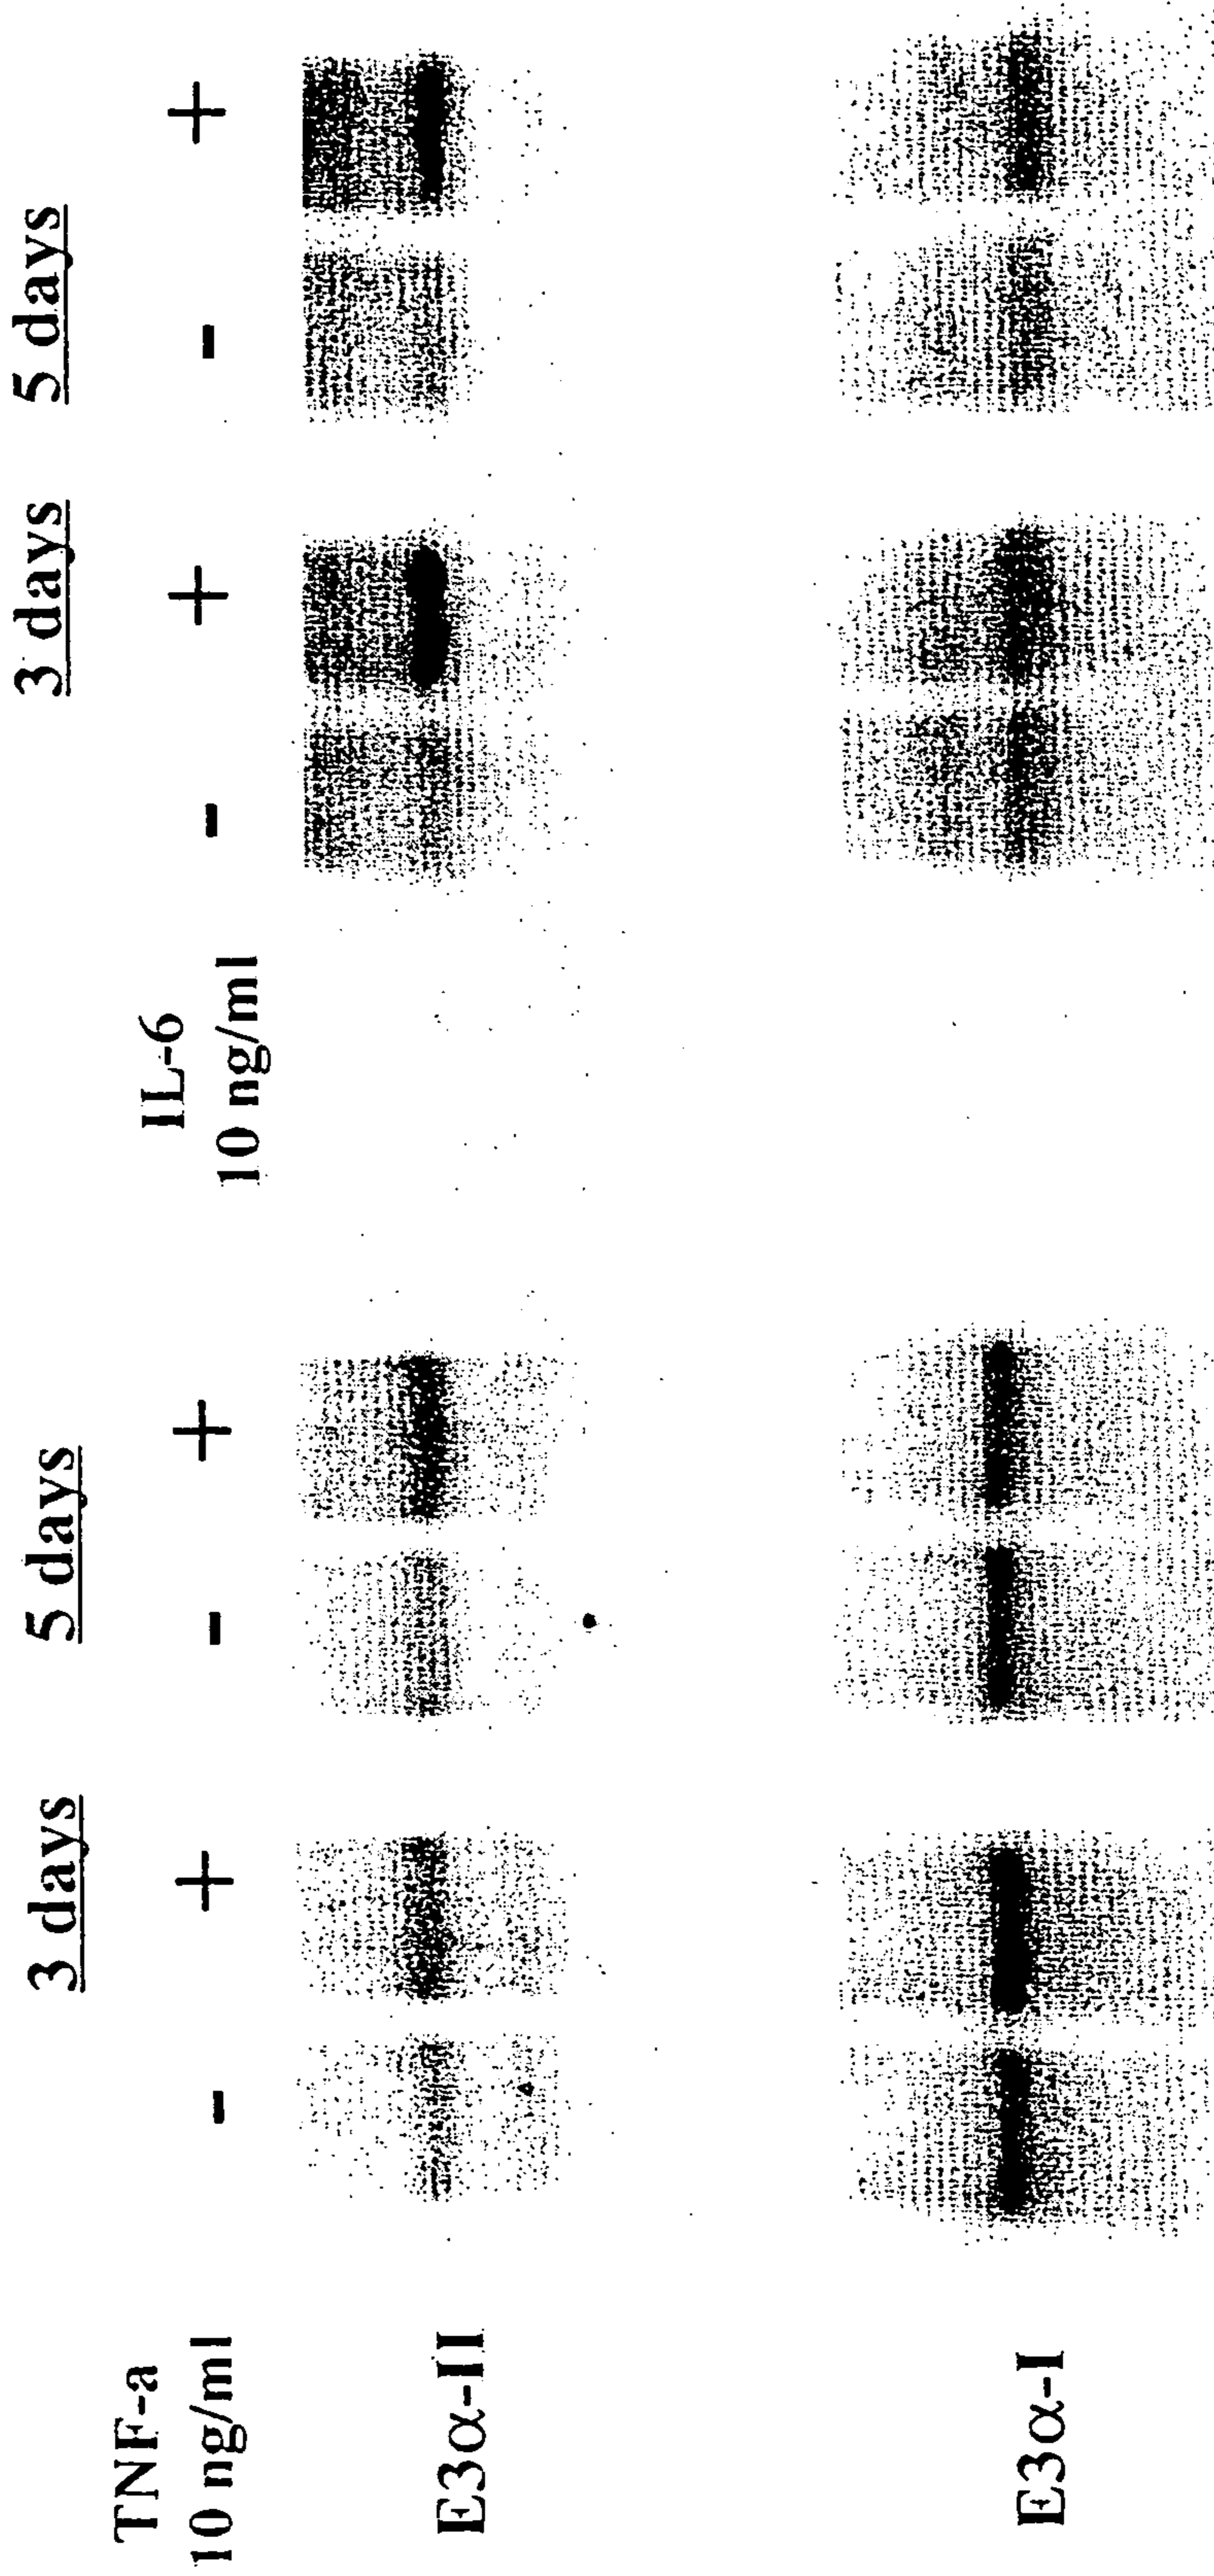 3 days 5 days 3 days 5 days
TNF-a
10 ng/ml
- + - +
IL-6
10 ng/ml
- + - +
E3α-II
E3α-I